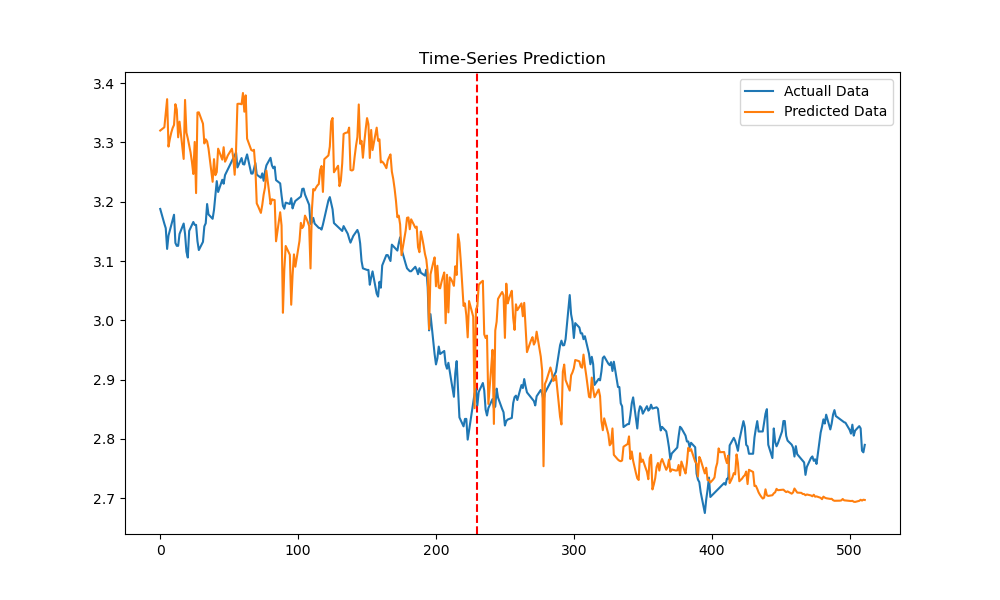 Time-Series Prediction
Actuall Data
Predicted Data
3.4
3.3
3.2
3.1
3.0
2.9
2.8
2.7
0 100 200 300 400 500